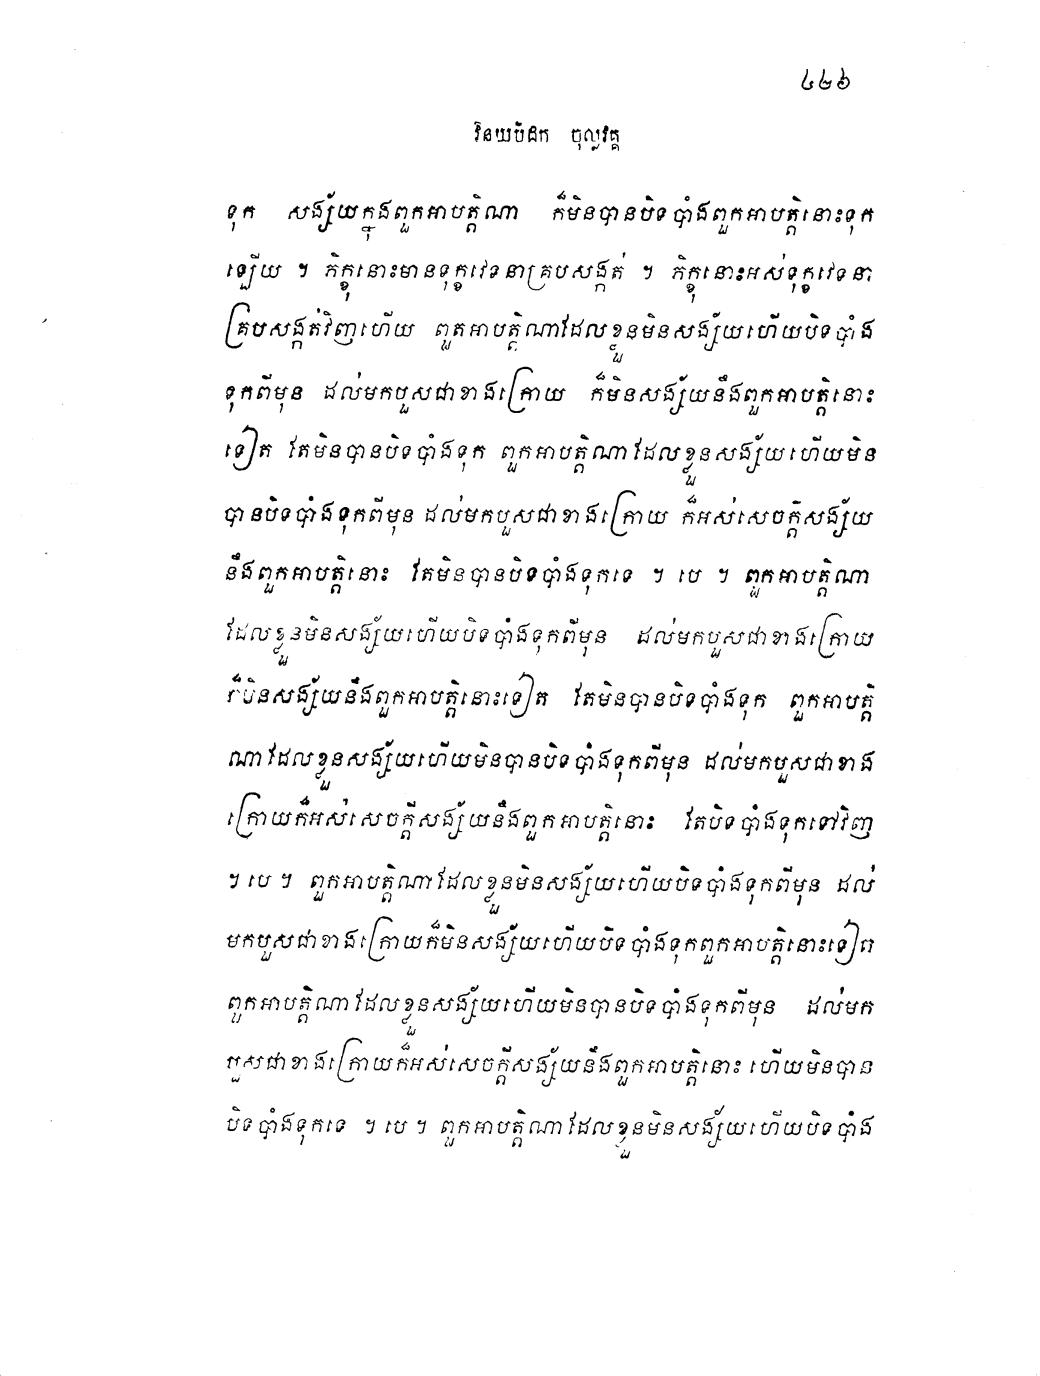 ៤២៦
វិនយបិដក ចុល្លវគ្គ
ទុក សង្ស័យក្នុងពួកអាបត្តិណា ក៏មិនបានបិទបាំងពួកអាបត្តិនោះទុក
ឡើយ ។ ភិក្ខុនោះមានទុក្ខវេទនាគ្របសង្កត់ ។ ភិក្ខុនោះអស់ទុក្ខវេទនា
គ្របសង្កត់វិញហើយ ពួតអាបត្តិណាដែលខ្លួនមិនសង្ស័យហើយបិទបាំង
ទុកពីមុន ដល់មកបួសជាខាងក្រោយ ក៏មិនសង្ស័យនឹងពួកអាបត្តិនោះ
ទៀត តែមិនបានបិទបាំងទុក ពួកអាបត្តិណាដែលខ្លួនសង្ស័យហើយមិន
បានបិទបាំងទុកពីមុន ដល់មកបួសជាខាងក្រោយ ក៏អស់សេចក្តីសង្ស័យ
នឹងពួកអាបត្តិនោះ តែមិនបានបិទបាំងទុកទេ ។ បេ ។ ពួកអាបត្តិណា
ដែលខ្លួនមិនសង្ស័យហើយបិទបាំងទុកពីមុន ដល់មកបួសជាខាងក្រោយ
ក៏មិនសង្ស័យនឹងពួកអាបត្តិនោះទៀត តែមិនបានបិទបាំងទុក ពួកអាបត្តិ
ណាដែលខ្លួនសង្ស័យហើយមិនបានបិទបាំងទុកពីមុន ដល់មកបួសជាខាង
ក្រោយក៏អស់សេចក្តីសង្ស័យនឹងពួកអាបត្តិនោះ តែបិទបាំងទុកទៅវិញ
។ បេ ។ ពួកអាបត្តិណាដែលខ្លួនមិនសង្ស័យហើយបិទបាំងទុកពីមុន ដល់
មកបួសជាខាងក្រោយក៏មិនសង្ស័យហើយបិទបាំងទុកពួកអាបត្តិនោះទៀត
ពួកអាបត្តិណាដែលខ្លួនសង្ស័យហើយមិនបានបិទបាំងទុកពីមុន ដល់មក
បួសជាខាងក្រោយក៏អស់សេចក្តីសង្ស័យនឹងពួកអាបត្តិនោះ ហើយមិនបាន
បិទបាំងទុកទេ ។ បេ ។ ពួកអាបត្តិណាដែលខ្លួនមិនសង្ស័យហើយបិទបាំង